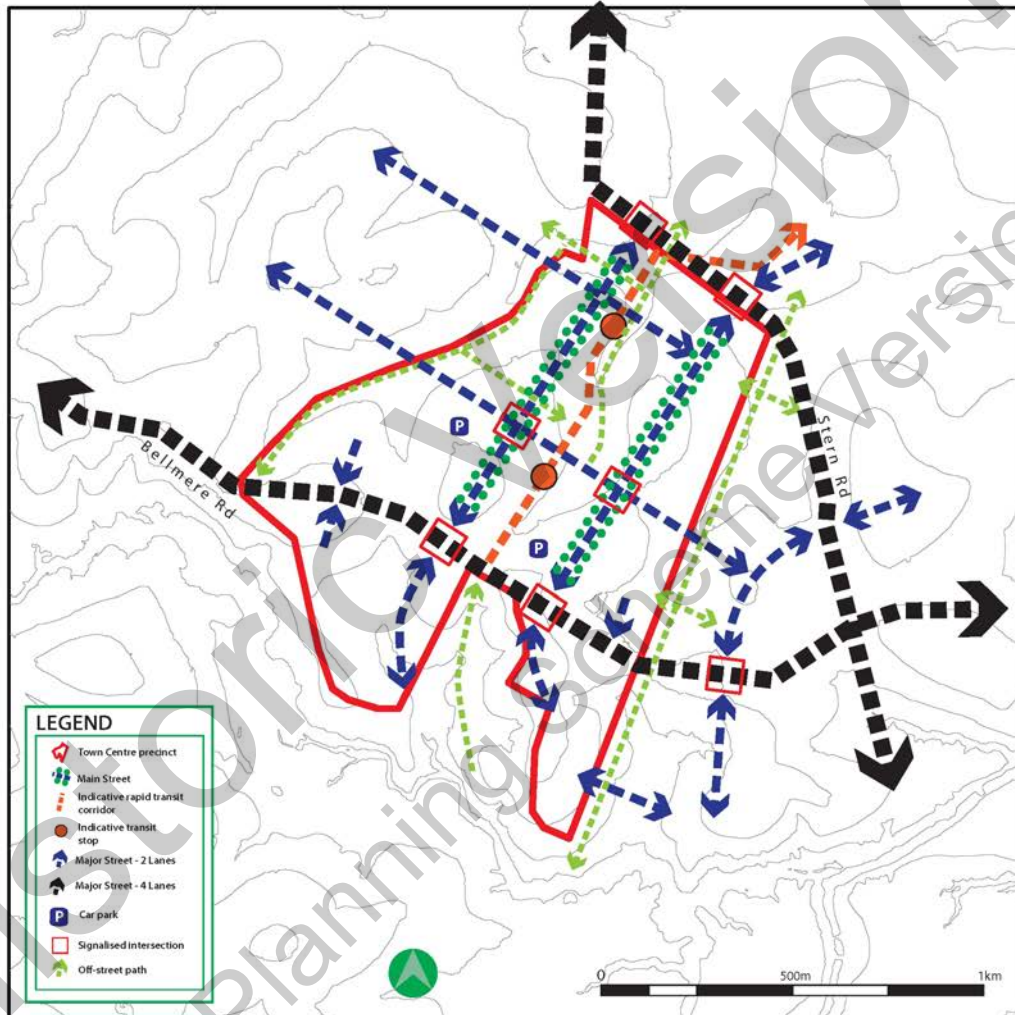 Historic Version
Planning Scheme Version
Bellmere Rd
Stern Rd
P
P
LEGEND
Town Centre precinct
Main Street
Indicative rapid transit
corridor
Indicative transit
stop
Major Street - 2 Lanes
Major Street - 4 Lanes
P
Car park
Signalised intersection
Off-street path
0
500m
1km